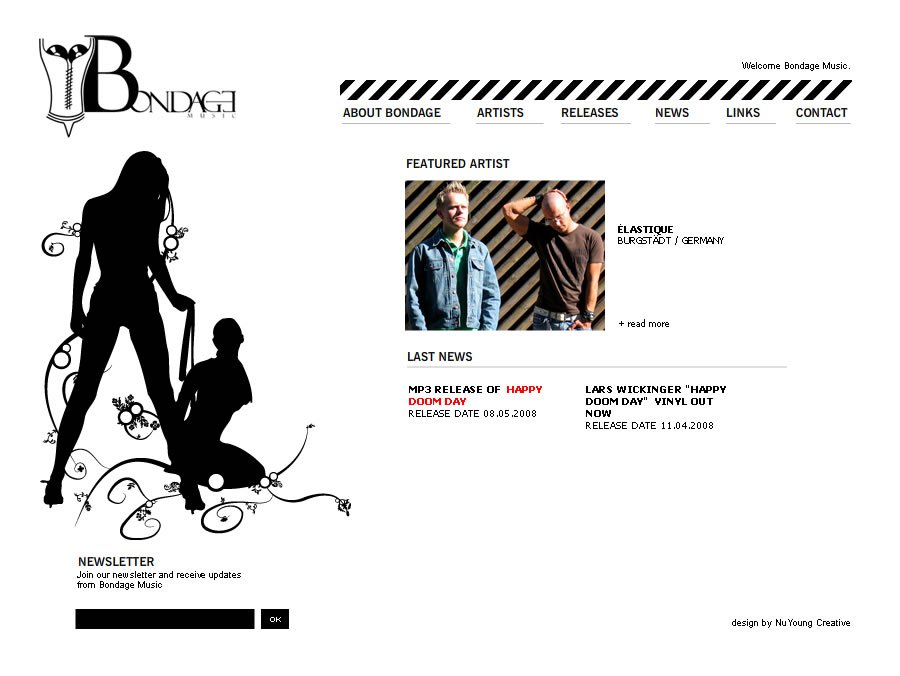 BONDAGE
MUSIC
Welcome Bondage Music.
ABOUT BONDAGE ARTISTS RELEASES NEWS LINKS CONTACT
FEATURED ARTIST
ÉLASTIQUE
BURGSTÄDT / GERMANY
+ read more
LAST NEWS
MP3 RELEASE OF HAPPY
DOOM DAY
RELEASE DATE 08.05.2008
LARS WICKINGER "HAPPY
DOOM DAY" VINYL OUT
NOW
RELEASE DATE 11.04.2008
NEWSLETTER
Join our newsletter and receive updates
from Bondage Music
OK
design by NuYoung Creative